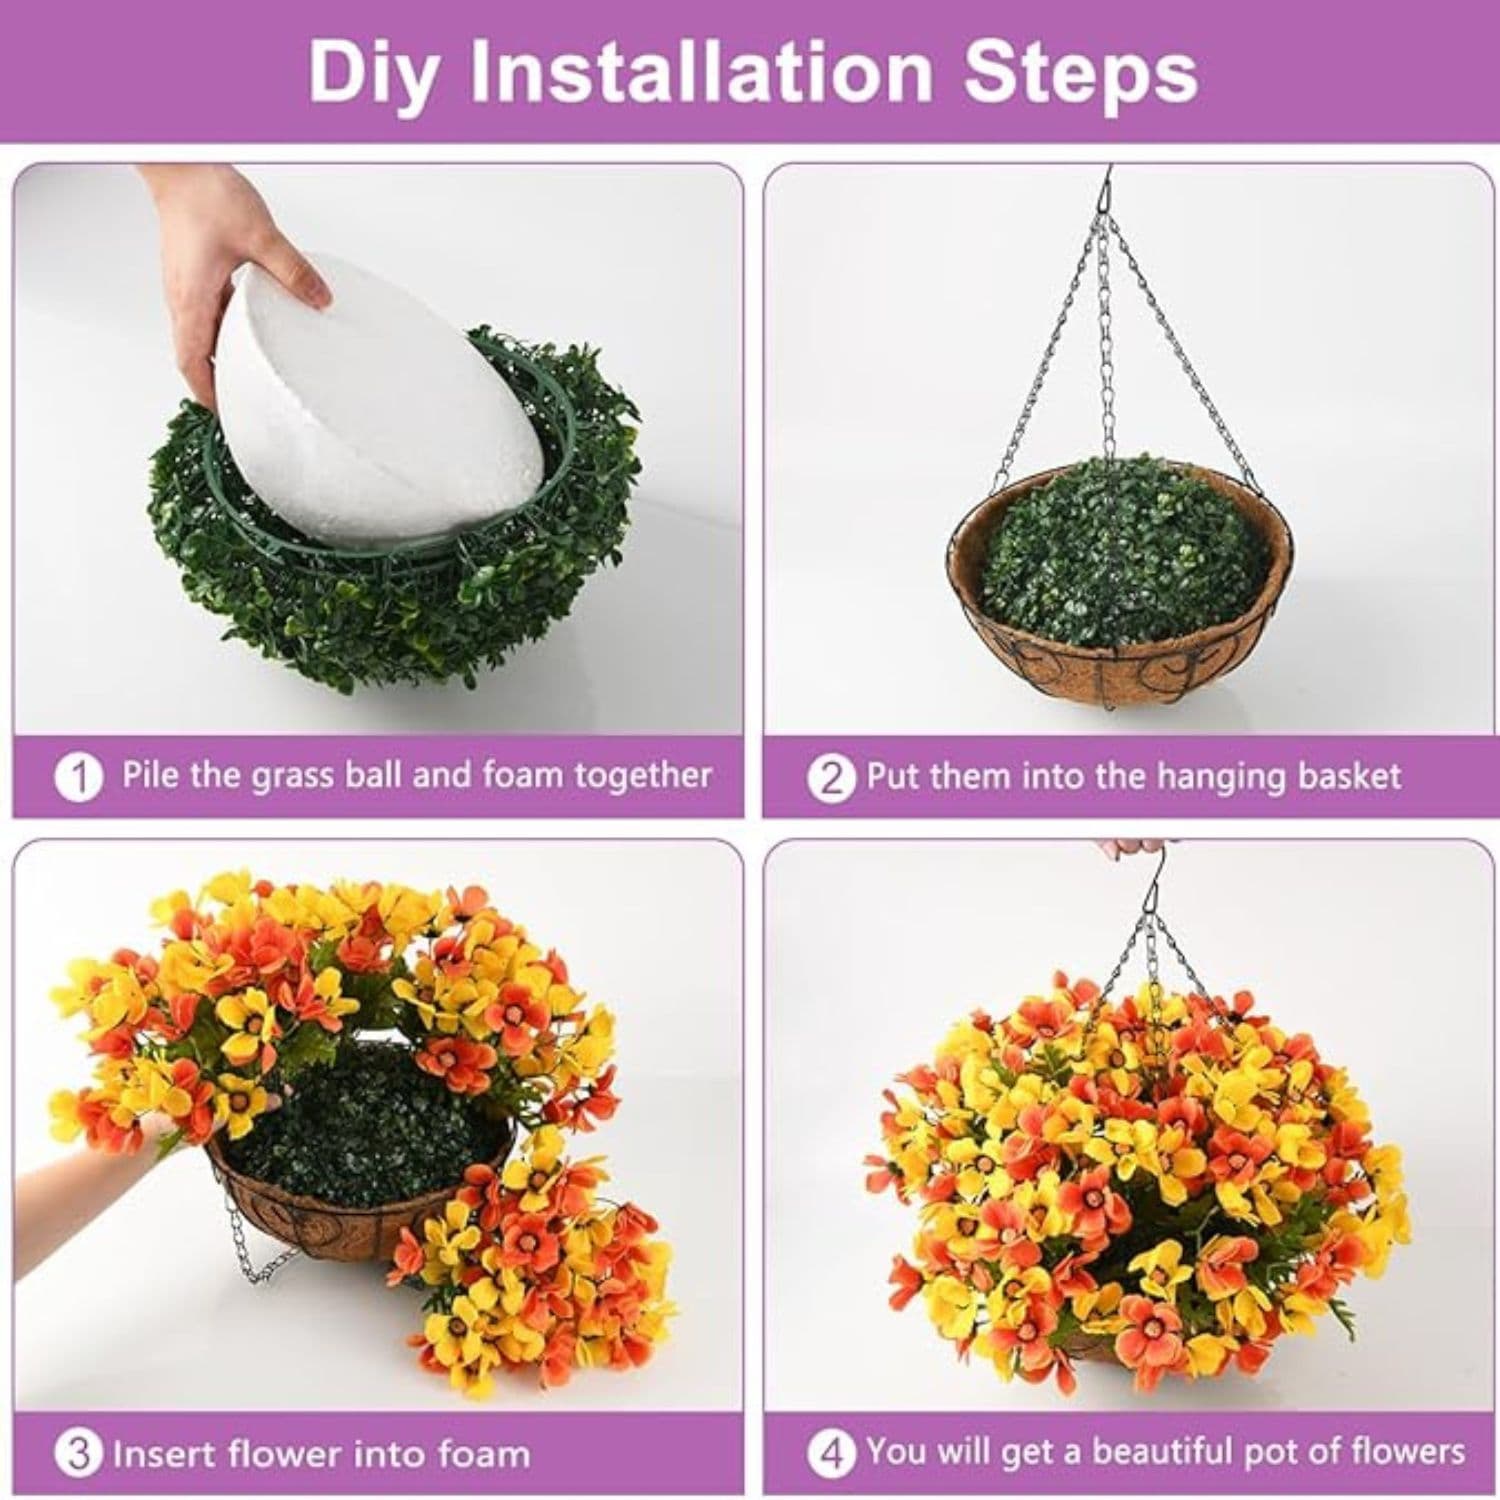 Diy Installation Steps
1 Pile the grass ball and foam together
2 Put them into the hanging basket
3 Insert flower into foam
4 You will get a beautiful pot of flowers